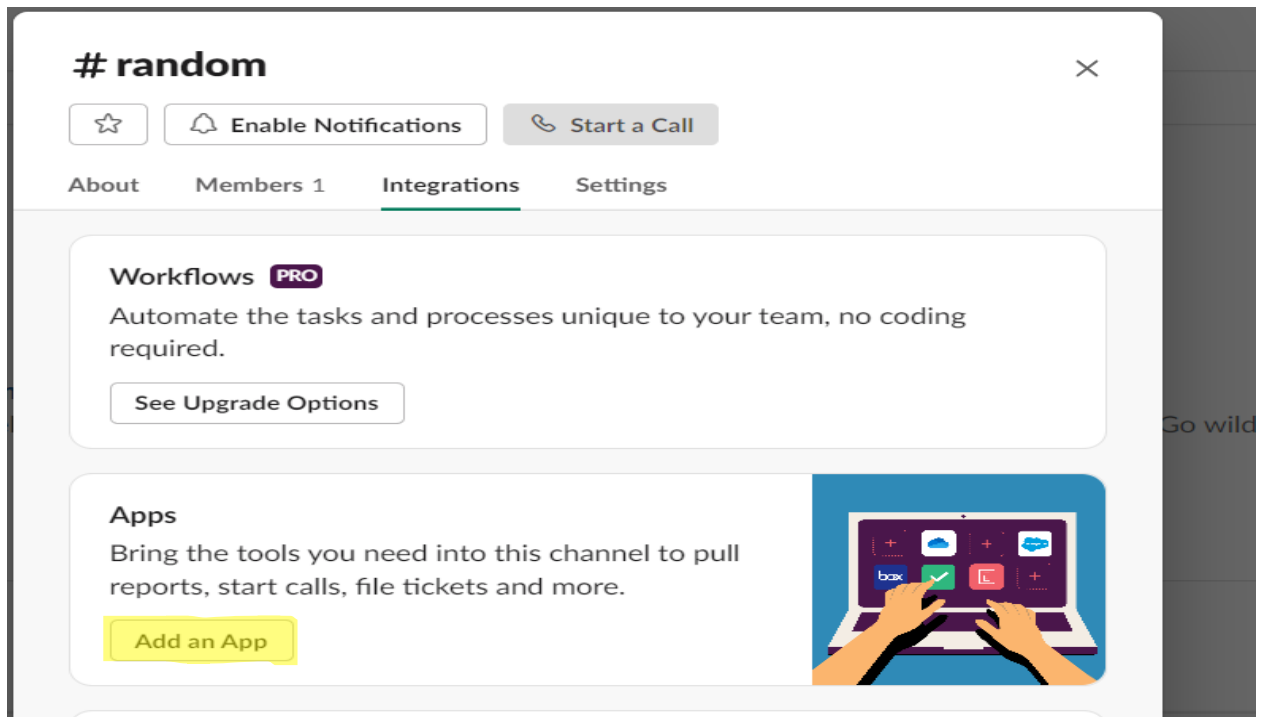 # random
Enable Notifications
Start a Call
About
Members 1
Integrations
Settings
Workflows PRO
Automate the tasks and processes unique to your team, no coding
required.
See Upgrade Options
Go wild
Apps
Bring the tools you need into this channel to pull
reports, start calls, file tickets and more.
box
Add an App